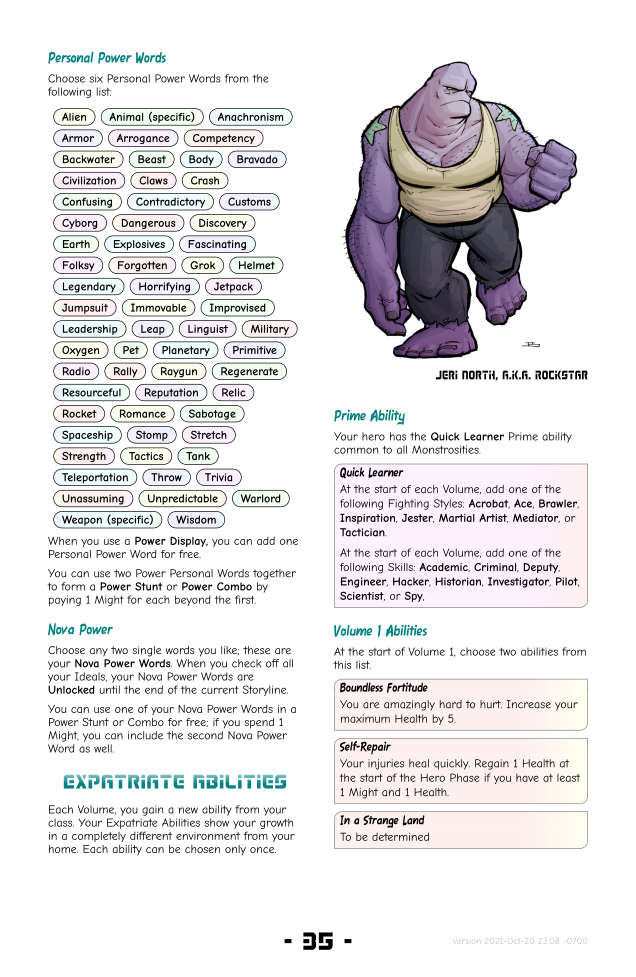 Personal Power Words
Choose six Personal Power Words from the
following list:
Alien Animal (specific) Anachronism
Armor Arrogance Competency
Backwater Beast Body Bravado
Civilization Claws Crash
Confusing Contradictory Customs
Cyborg Dangerous Discovery
Earth Explosives Fascinating
Folksy Forgotten Grok Helmet
Legendary Horrifying Jetpack
Jumpsuit Immovable Improvised
Leadership Leap Linguist Military
Oxygen Pet Planetary Primitive
Radio Rally Raygun Regenerate
Resourceful Reputation Relic
Rocket Romance Sabotage
Spaceship Stomp Stretch
Strength Tactics Tank
Teleportation Throw Trivia
Unassuming Unpredictable Warlord
Weapon (specific) Wisdom
When you use a Power Display, you can add one
Personal Power Word for free.
You can use two Power Personal Words together
to form a Power Stunt or Power Combo by
paying 1 Might for each beyond the first.
Nova Power
Choose any two single words you like; these are
your Nova Power Words. When you check off all
your Ideals, your Nova Power Words are
Unlocked until the end of the current Storyline.
You can use one of your Nova Power Words in a
Power Stunt or Combo for free; if you spend 1
Might, you can include the second Nova Power
Word as well.
EXPATRIATE ABILITIES
Each Volume, you gain a new ability from your
class. Your Expatriate Abilities show your growth
in a completely different environment from your
home. Each ability can be chosen only once.
JERI NORTH, A.K.A. ROCKSTAR
Prime Ability
Your hero has the Quick Learner Prime ability
common to all Monstrosities.
Quick Learner
At the start of each Volume, add one of the
following Fighting Styles: Acrobat, Ace, Brawler,
Inspiration, Jester, Martial Artist, Mediator, or
Tactician.
At the start of each Volume, add one of the
following Skills: Academic, Criminal, Deputy,
Engineer, Hacker, Historian, Investigator, Pilot,
Scientist, or Spy,
Volume 1 Abilities
At the start of Volume 1, choose two abilities from
this list.
Boundless Fortitude
You are amazingly hard to hurt. Increase your
maximum Health by 5.
Self-Repair
Your injuries heal quickly. Regain 1 Health at
the start of the Hero Phase if you have at least
1 Might and 1 Health.
In a Strange Land
To be determined
- 35 -
Version 2021-Oct-20 23:08 -0700